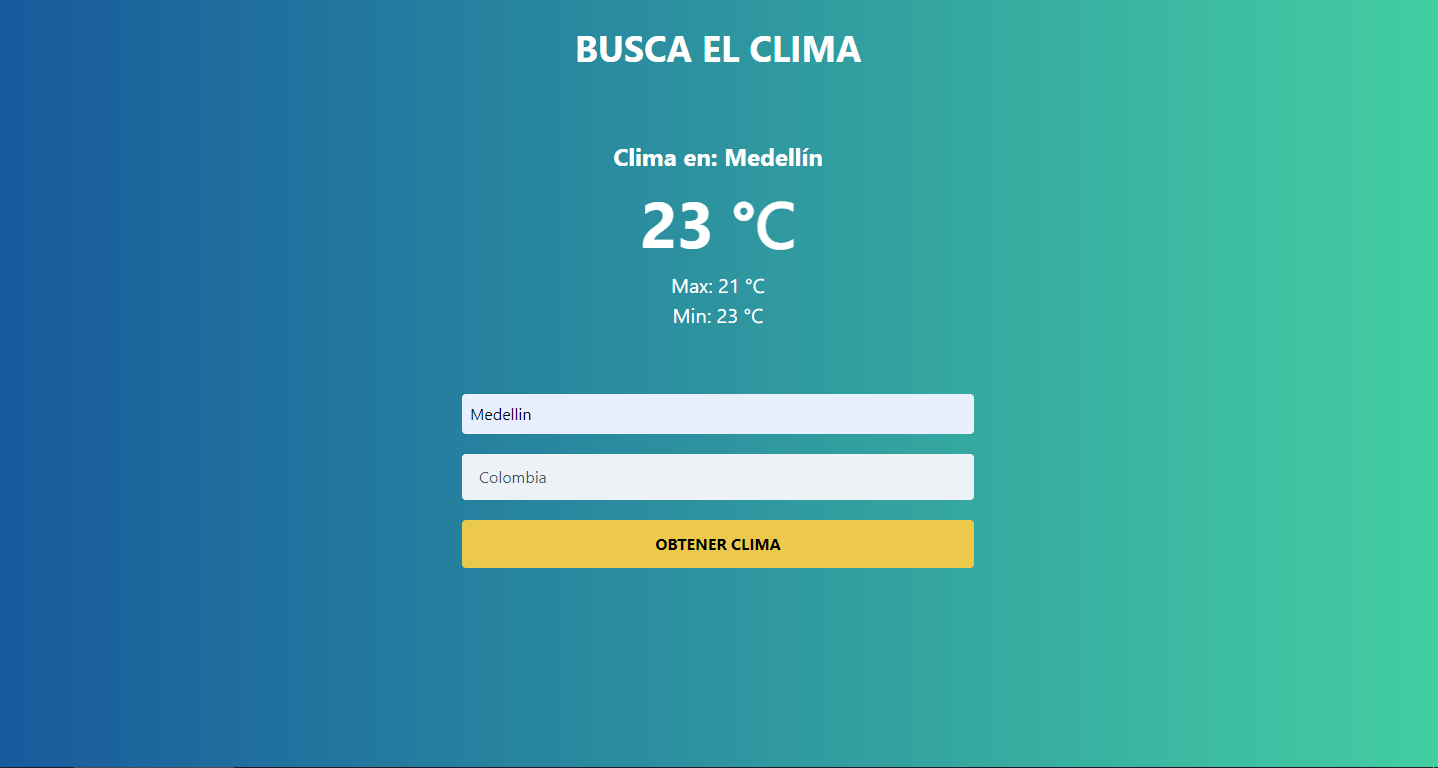 BUSCA EL CLIMA
Clima en: Medellín
23 °C
Max: 21 °C
Min: 23 °C
Medellin
Colombia
OBTENER CLIMA